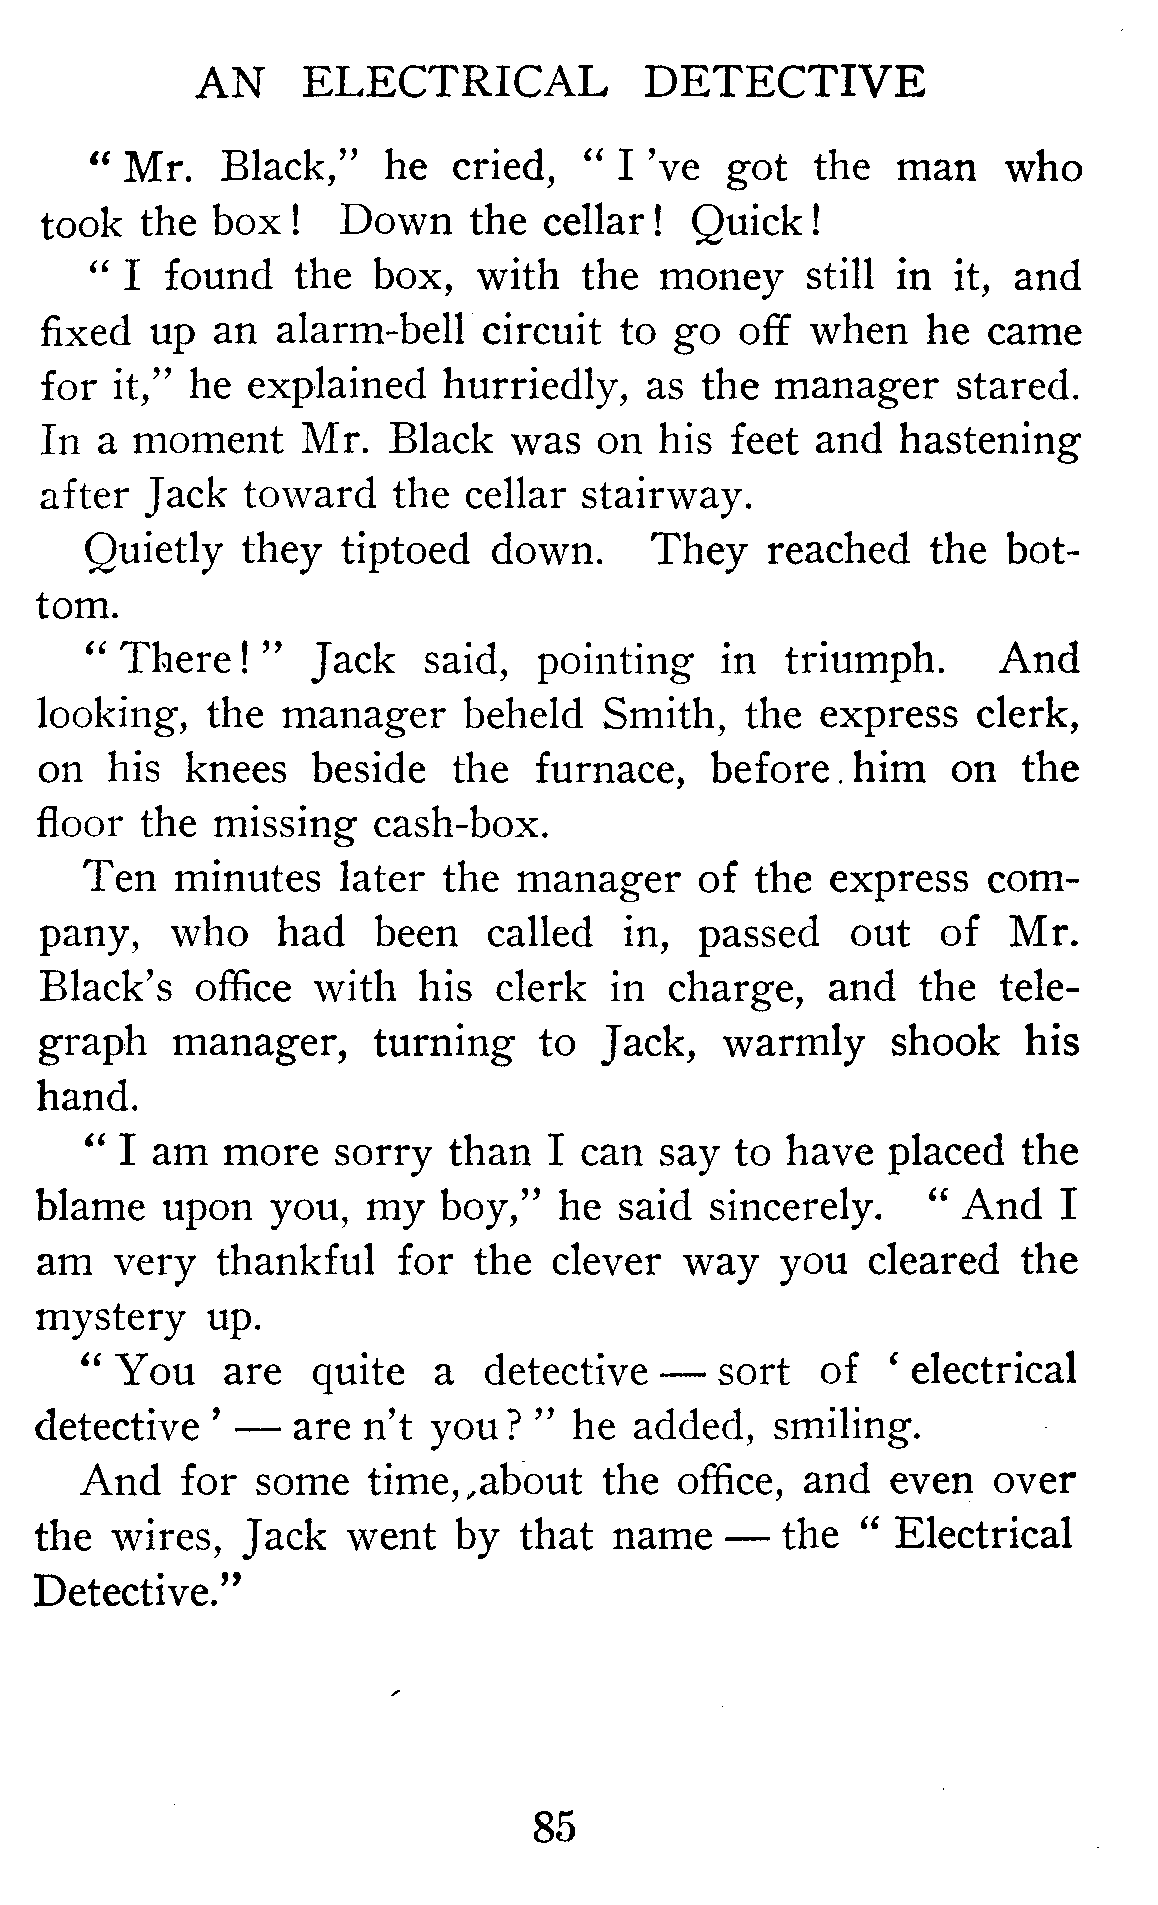 AN ELECTRICAL DETECTIVE
“ Mr. Black,” he cried, “ I 've got the man who
took the box ! Down the cellar ! Quick !
“ I found the box, with the money still in it, and
fixed up an alarm-bell circuit to go off when he came
for it,” he explained hurriedly, as the manager stared.
In a moment Mr. Black was on his feet and hastening
after Jack toward the cellar stairway.
Quietly they tiptoed down. They reached the bot-
tom.
“ There ! ” Jack said, pointing in triumph. And
looking, the manager beheld Smith, the express clerk,
on his knees beside the furnace, before him on the
floor the missing cash-box.
Ten minutes later the manager of the express com-
pany, who had been called in, passed out of Mr.
Black's office with his clerk in charge, and the tele-
graph manager, turning to Jack, warmly shook his
hand.
“ I am more sorry than I can say to have placed the
blame upon you, my boy,” he said sincerely. “ And I
am very thankful for the clever way you cleared the
mystery up.
“ You are quite a detective — sort of ‘ electrical
detective ’ — are n't you ? ” he added, smiling.
And for some time, about the office, and even over
the wires, Jack went by that name — the “ Electrical
Detective.”
85